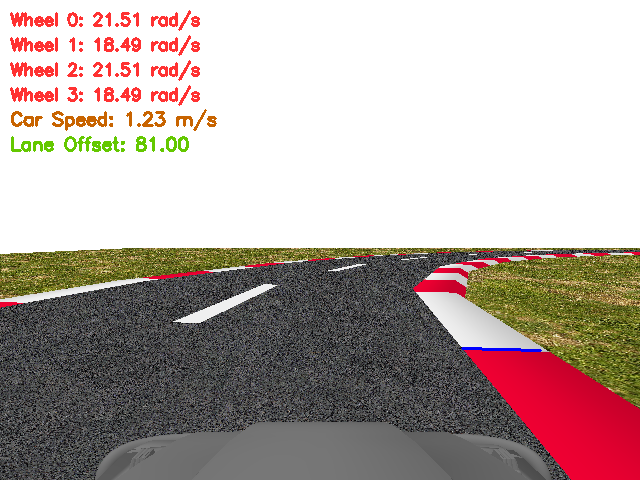 Wheel 0: 21.51 rad/s
Wheel 1: 18.49 rad/s
Wheel 2: 21.51 rad/s
Wheel 3: 18.49 rad/s
Car Speed: 1.23 m/s
Lane Offset: 81.00